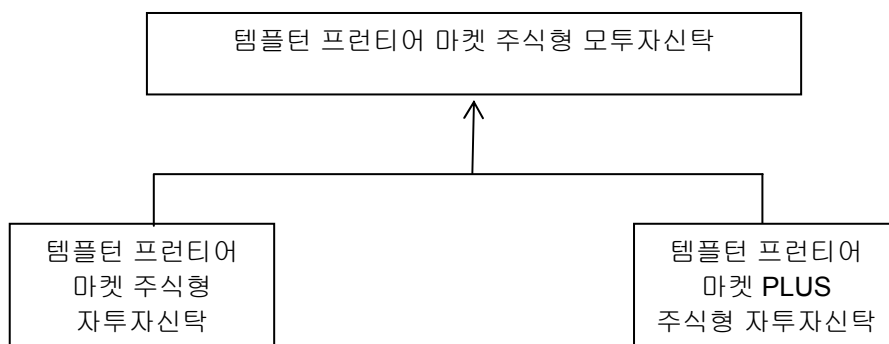 템플턴 프런티어 마켓 주식형 모투자신탁
템플턴 프런티어
마켓 주식형
자투자신탁
템플턴 프런티어
마켓 PLUS
주식형 자투자신탁